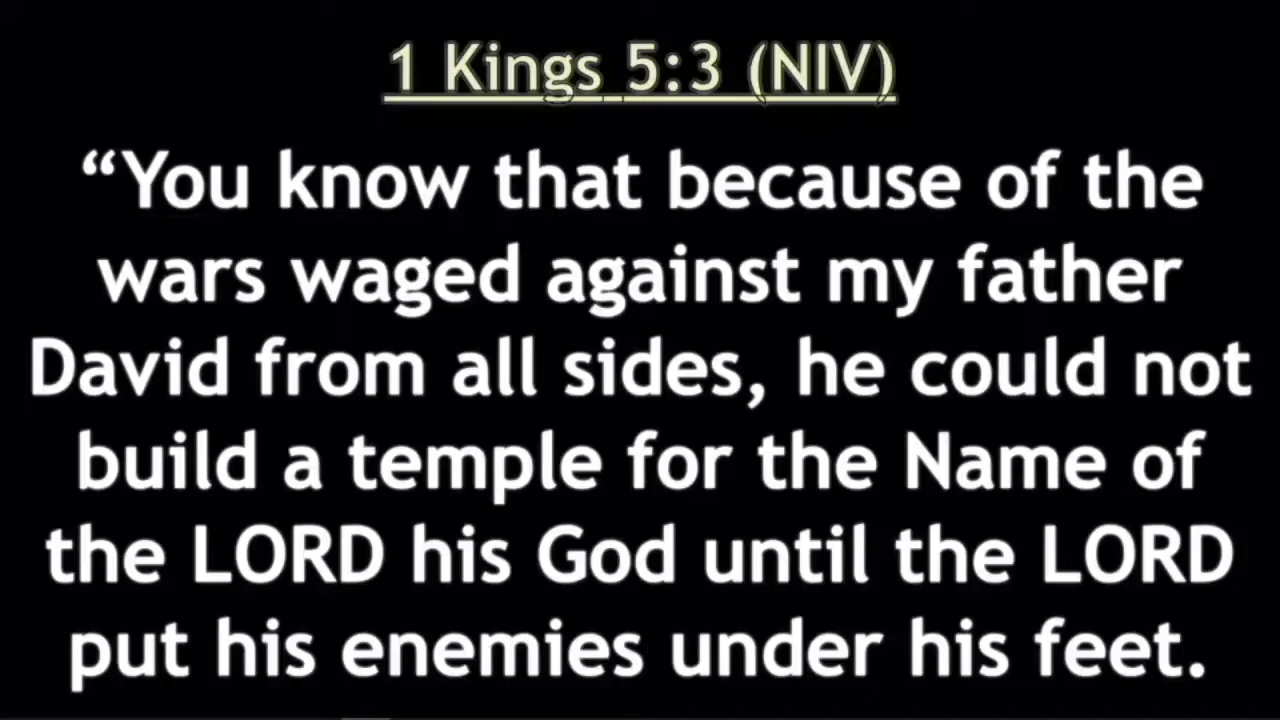 1 Kings 5:3 (NIV)
“You know that because of the
wars waged against my father
David from all sides, he could not
build a temple for the Name of
the LORD his God until the LORD
put his enemies under his feet.